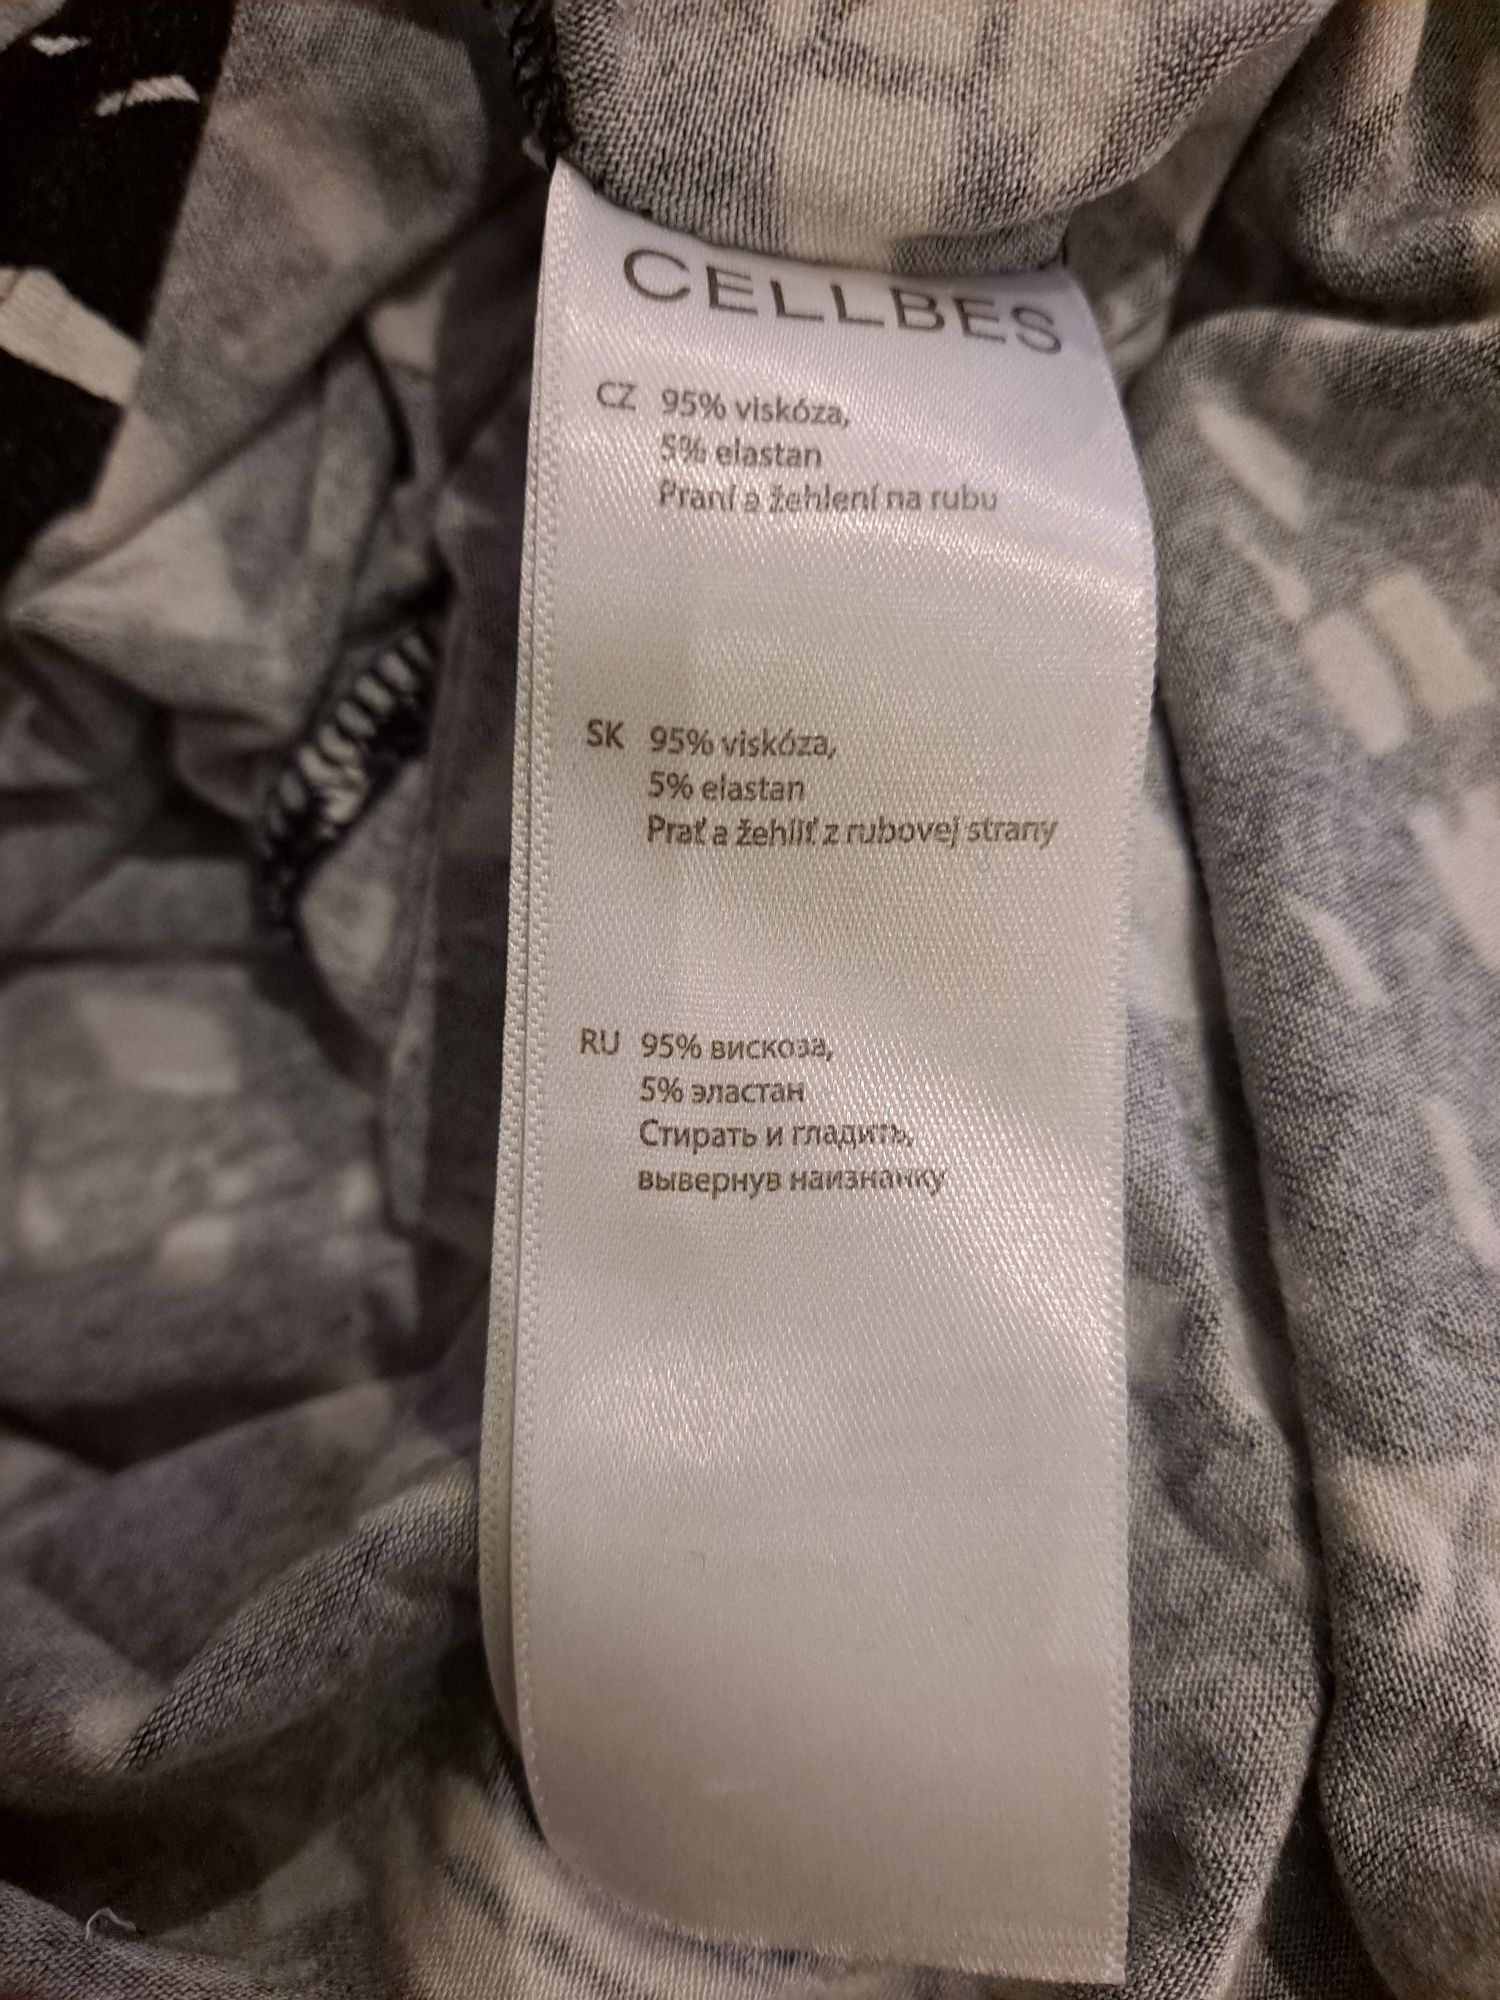 CELLBES
CZ 95% viskóza,
5% elastan
Praní a žehlení na rubu
SK 95% viskóza,
5% elastan
Prať a žehliť z rubovej strany
RU 95% вискоза,
5% эластан
Стирать и гладить,
вывернув наизнанку